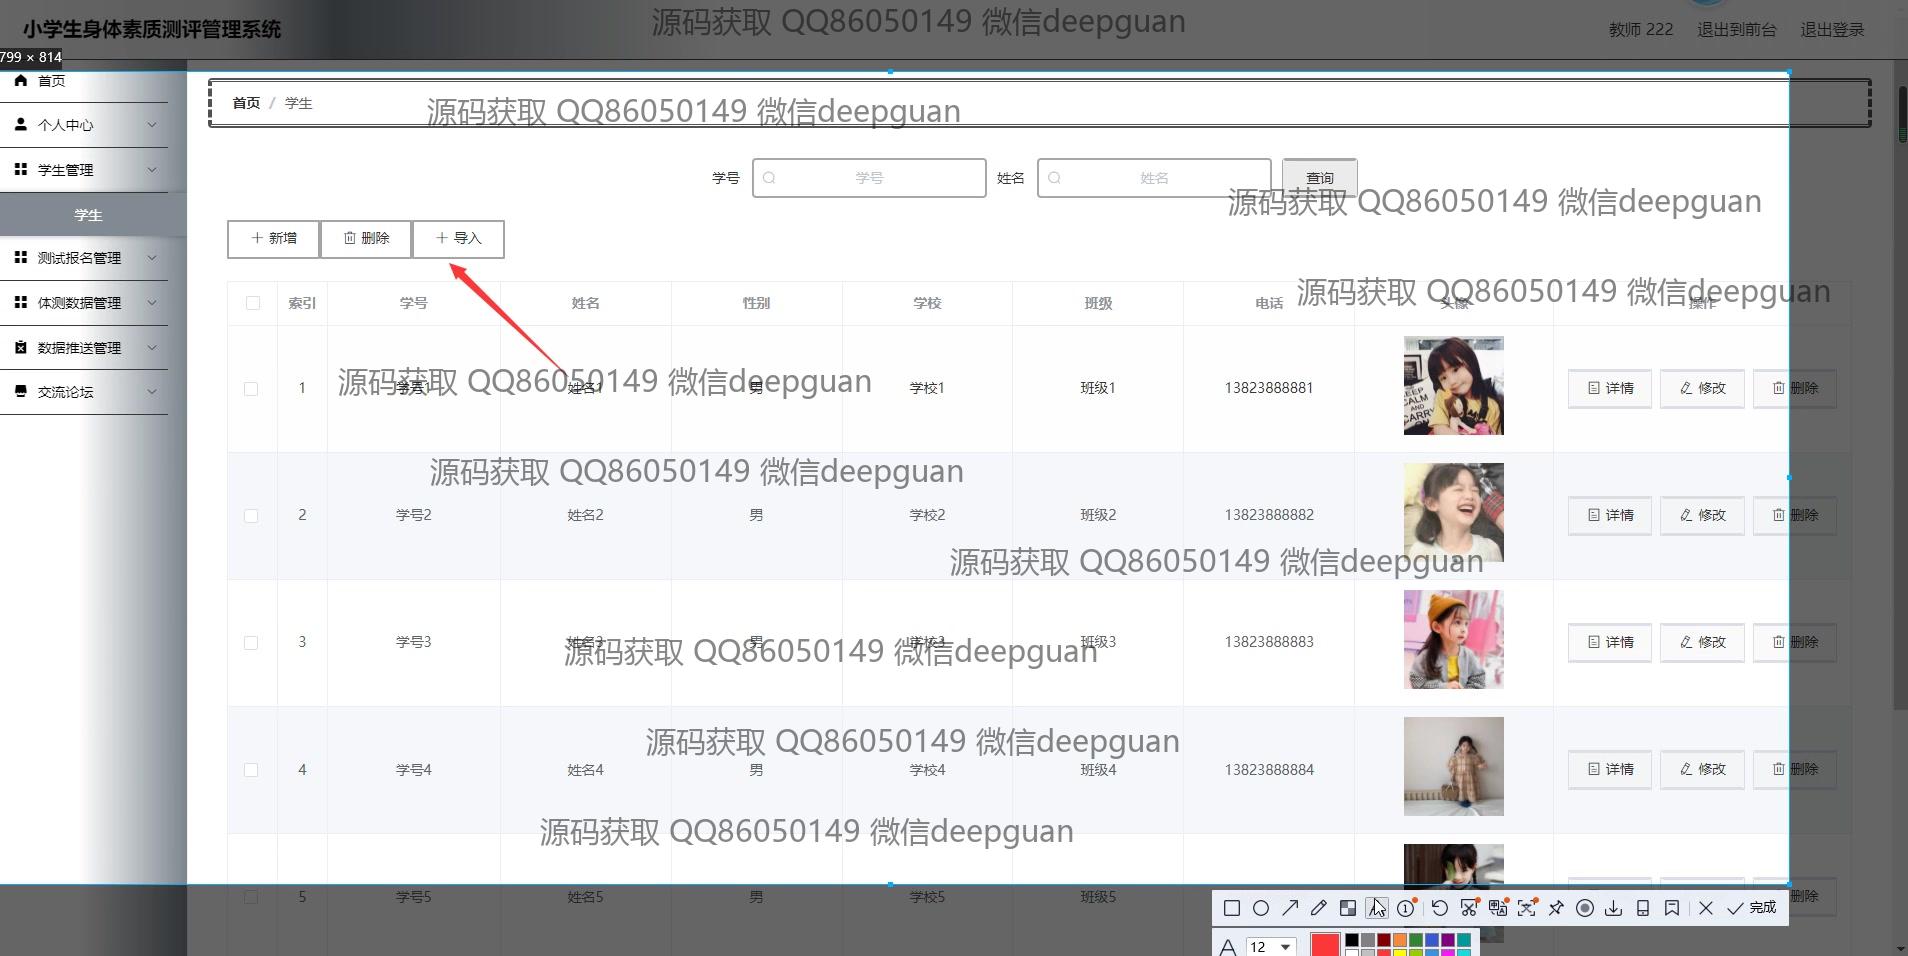 小学生身体素质测评管理系统
源码获取 QQ86050149 微信deepguan
教师 222 退出到前台 退出登录
799 × 814
首页
个人中心
学生管理
学生
测试报名管理
体测数据管理
数据推送管理
交流论坛
首页 / 学生
源码获取 QQ86050149 微信deepguan
学号 学号 姓名 姓名 查询
源码获取 QQ86050149 微信deepguan
新增 删除 导入
源码获取 QQ86050149 微信deepguan
索引 学号 姓名 性别 学校 班级 电话 头像 操作
源码获取 QQ86050149 微信deepguan
1 学号1 姓名1 男 学校1 班级1 13823888881 详情 修改 删除
KEEP
CALM
AND
CARRY
源码获取 QQ86050149 微信deepguan
2 学号2 姓名2 男 学校2 班级2 13823888882 详情 修改 删除
源码获取 QQ86050149 微信deepguan
3 学号3 姓名3 男 学校3 班级3 13823888883 详情 修改 删除
源码获取 QQ86050149 微信deepguan
源码获取 QQ86050149 微信deepguan
4 学号4 姓名4 男 学校4 班级4 13823888884 详情 修改 删除
源码获取 QQ86050149 微信deepguan
5 学号5 姓名5 男 学校5 班级5 删除
完成
A 12